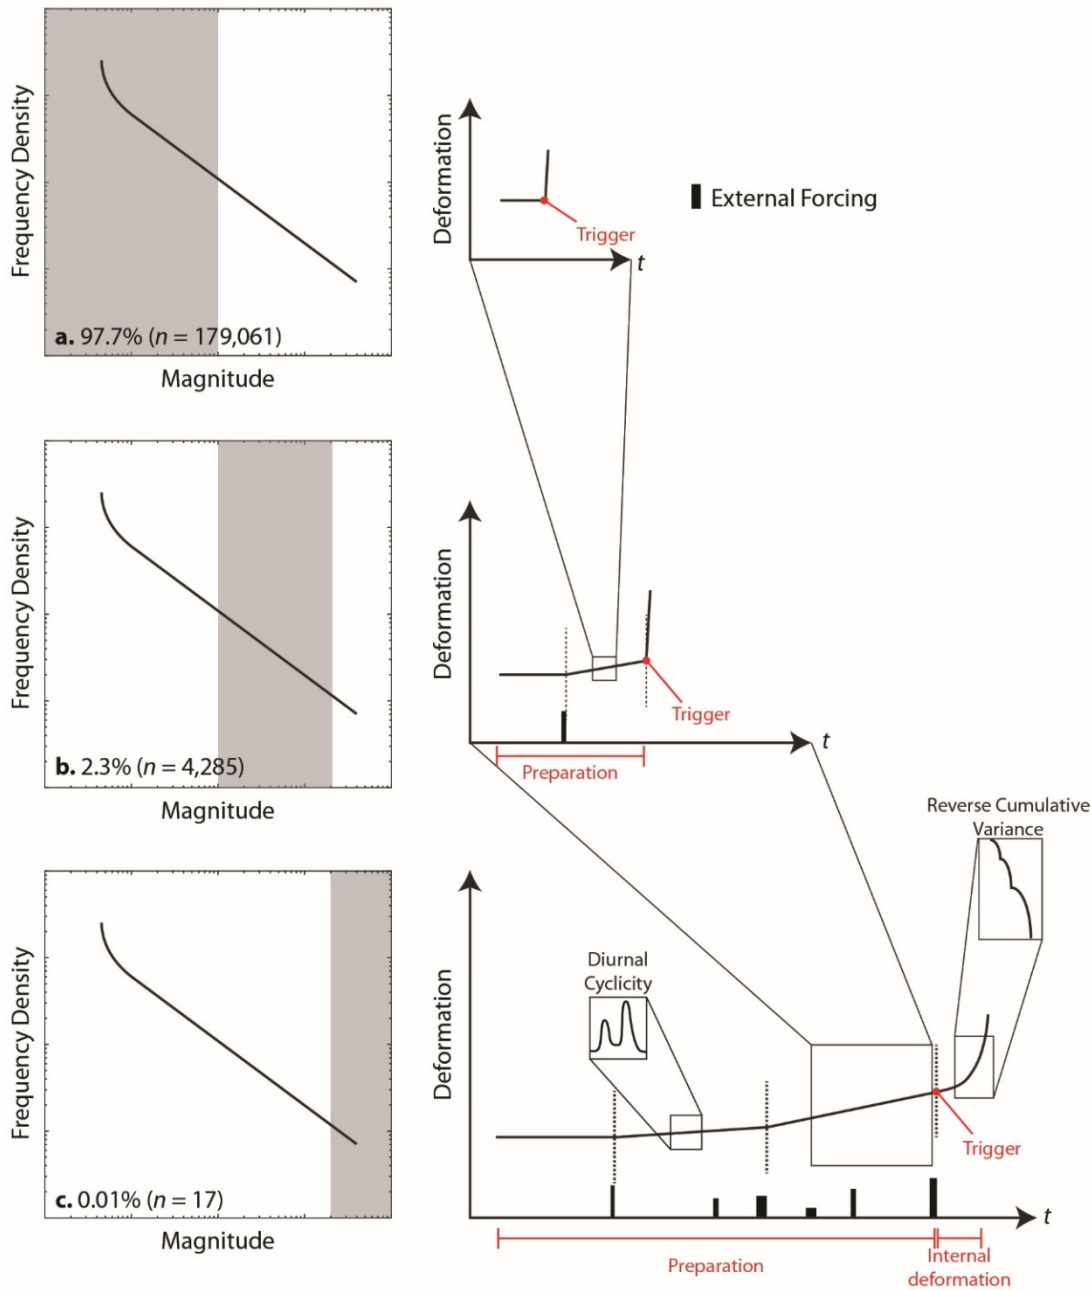 Frequency Density
a. 97.7% (n = 179,061)
Magnitude
Deformation
Trigger
t
External Forcing
Frequency Density
b. 2.3% (n = 4,285)
Magnitude
Deformation
Trigger
t
Preparation
Frequency Density
c. 0.01% (n = 17)
Magnitude
Deformation
Diurnal
Cyclicity
Reverse Cumulative
Variance
Trigger
t
Preparation
Internal
deformation